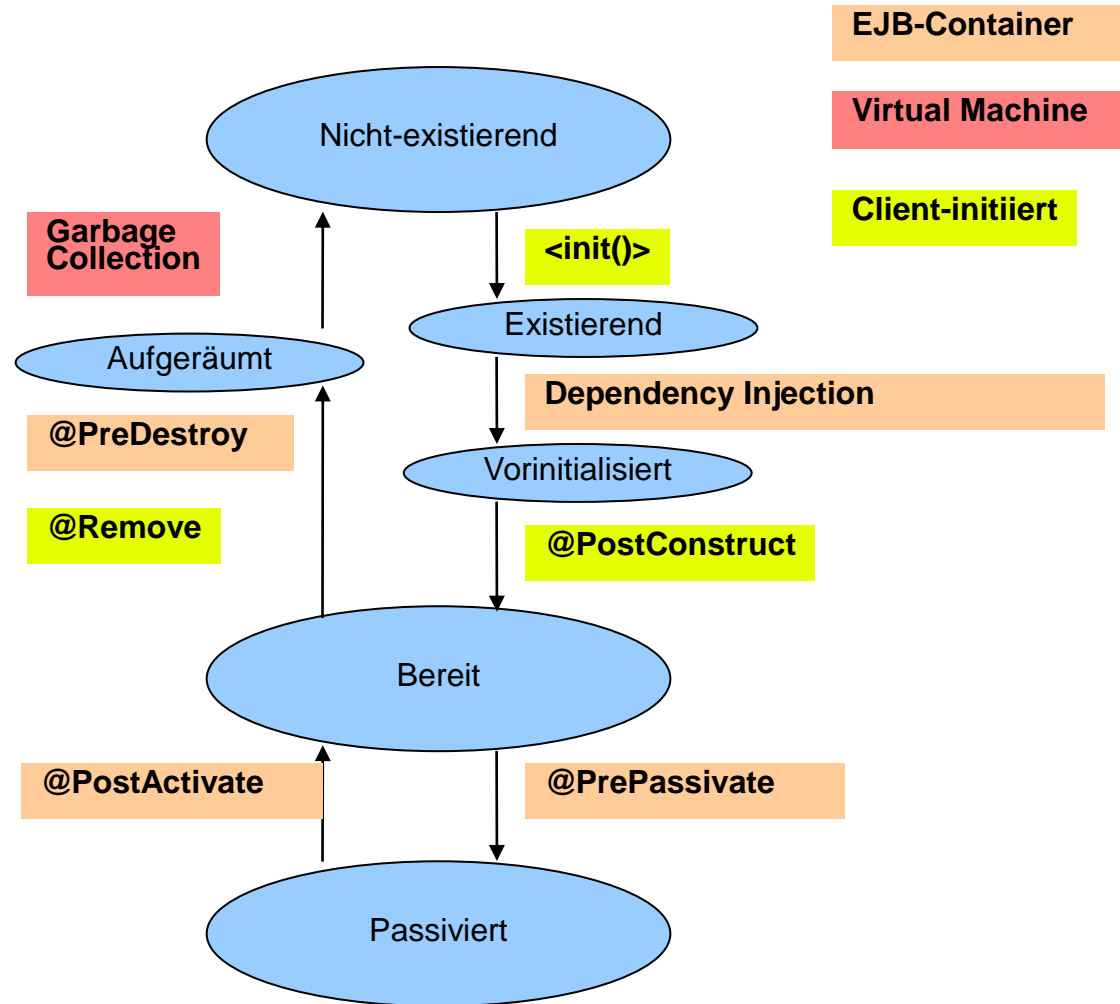 EJB-Container
Virtual Machine
Client-initiiert
Nicht-existierend
Garbage
Collection
<init()>
Existierend
Aufgeräumt
Dependency Injection
@PreDestroy
Vorinitialisiert
@Remove
@PostConstruct
Bereit
@PostActivate
@PrePassivate
Passiviert